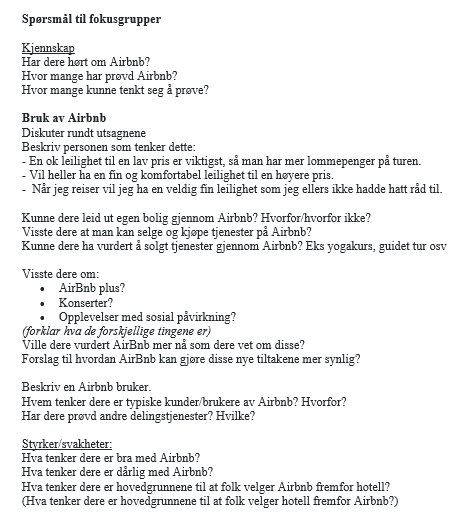 Spørsmål til fokusgrupper
Kjennskap
Har dere hørt om Airbnb?
Hvor mange har prøvd Airbnb?
Hvor mange kunne tenkt seg å prøve?
Bruk av Airbnb
Diskuter rundt utsagnene
Beskriv personen som tenker dette:
- En ok leilighet til en lav pris er viktigst, så man har mer lommepenger på turen.
- Vil heller ha en fin og komfortabel leilighet til en høyere pris.
- Når jeg reiser vil jeg ha en veldig fin leilighet som jeg ellers ikke hadde hatt råd til.
Kunne dere leid ut egen bolig gjennom Airbnb? Hvorfor/hvorfor ikke?
Visste dere at man kan selge og kjøpe tjenester på Airbnb?
Kunne dere ha vurdert å solgt tjenester gjennom Airbnb? Eks yogakurs, guidet tur osv
Visste dere om:
• AirBnb plus?
• Konserter?
• Opplevelser med sosial påvirkning?
(forklar hva de forskjellige tingene er)
Ville dere vurdert AirBnb mer nå som dere vet om disse?
Forslag til hvordan AirBnb kan gjøre disse nye tiltakene mer synlig?
Beskriv en Airbnb bruker.
Hvem tenker dere er typiske kunder/brukere av Airbnb? Hvorfor?
Har dere prøvd andre delingstjenester? Hvilke?
Styrker/svakheter:
Hva tenker dere er bra med Airbnb?
Hva tenker dere er dårlig med Airbnb?
Hva tenker dere er hovedgrunnene til at folk velger Airbnb fremfor hotell?
(Hva tenker dere er hovedgrunnene til at folk velger hotell fremfor Airbnb?)